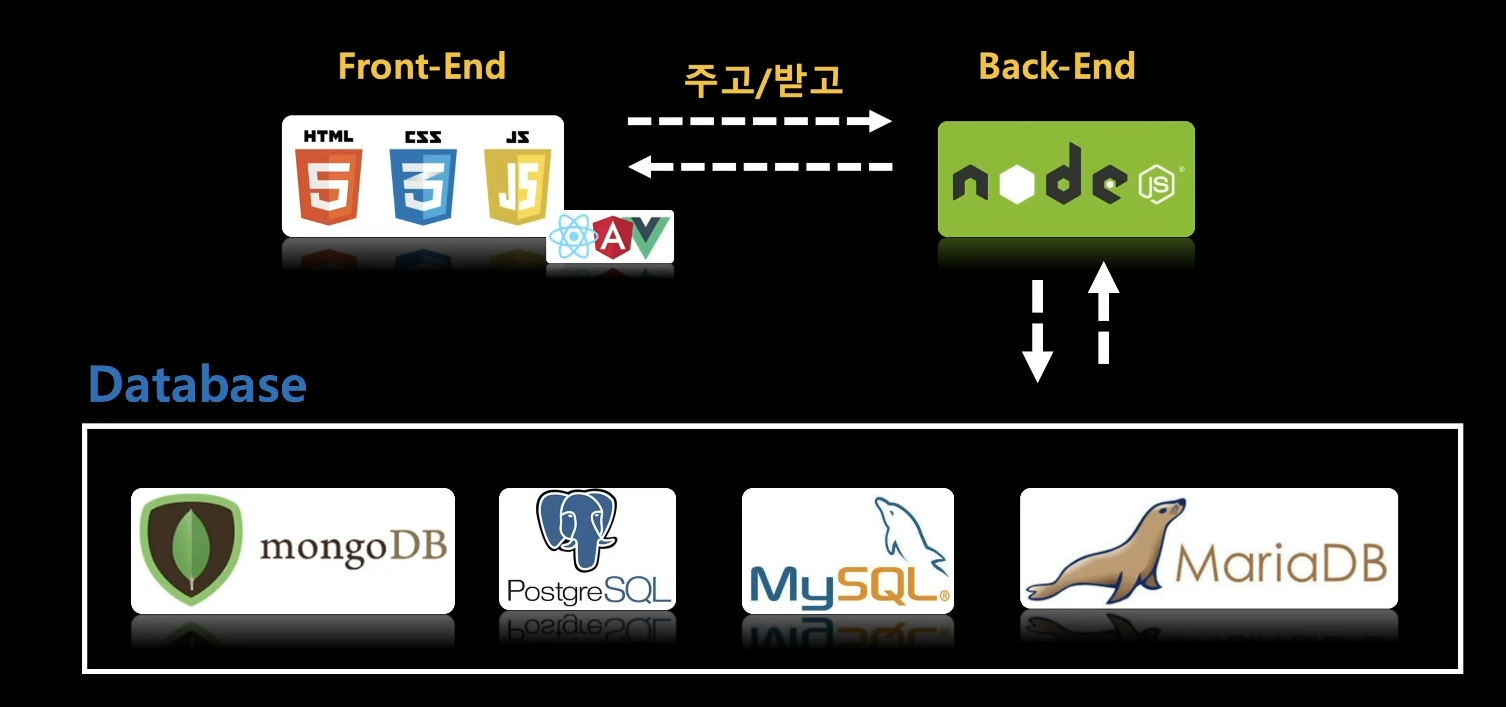 Front-End
주고/받고
Back-End
HTML
CSS
JS
5
3
JS
A
node
JS
®
Database
mongoDB
PostgreSQL
MySQL®
MariaDB